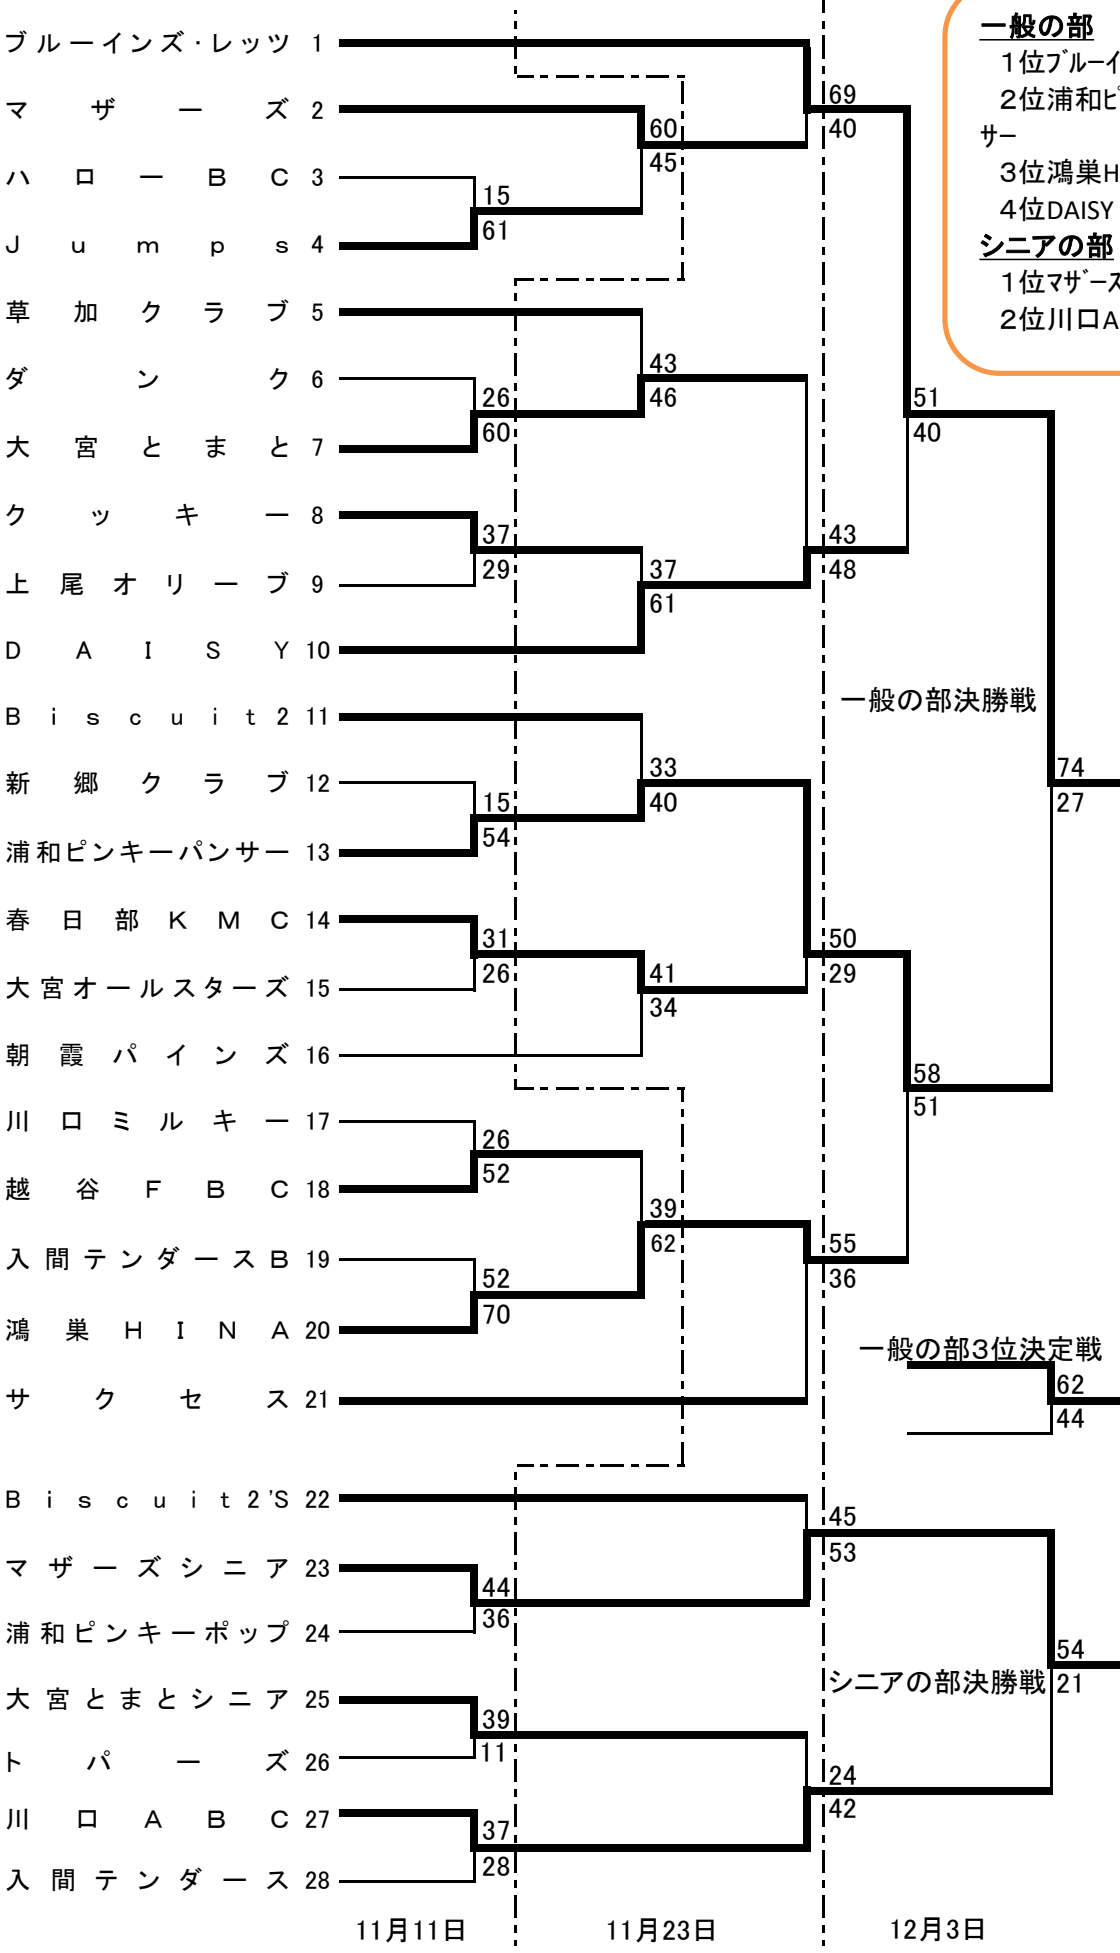 一般の部
1位ブルーイ
2位浦和ピ
サー
3位鴻巣H
4位DAISY
シニアの部
1位マザーズ
2位川口A
ブルーインズ・レッツ 1
マザーズ 2
ハローBC 3
Jumps 4
草加クラブ 5
ダンク 6
大宮とまと 7
クッキー 8
上尾オリーブ 9
DAISY 10
Biscuit2 11
新郷クラブ 12
浦和ピンキーパンサー 13
春日部KMC 14
大宮オールスターズ 15
朝霞パインズ 16
川口ミルキー 17
越谷FBC 18
入間テンダースB 19
鴻巣HINA 20
サクセス 21
Biscuit2'S 22
マザーズシニア 23
浦和ピンキーポップ 24
大宮とまとシニア 25
トパーズ 26
川口ABC 27
入間テンダース 28
15
61
26
60
37
29
15
54
31
26
26
52
52
70
44
36
39
11
37
28
60
45
43
46
37
61
33
40
41
34
39
62
69
40
43
48
50
29
55
36
45
53
24
42
51
40
58
51
一般の部決勝戦
74
27
一般の部3位決定戦
62
44
シニアの部決勝戦
54
21
11月11日
11月23日
12月3日